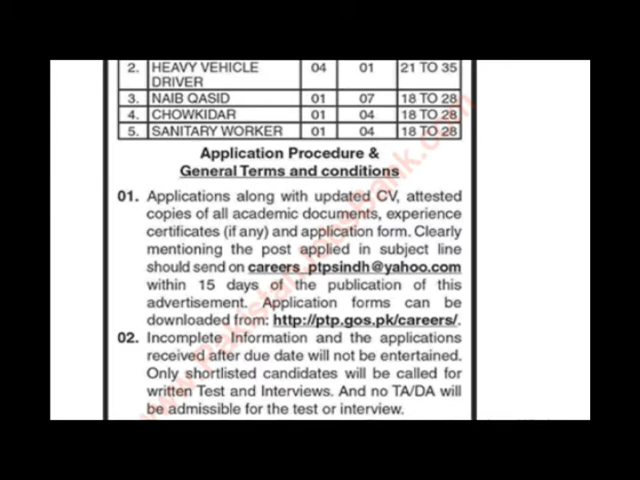 2. HEAVY VEHICLE DRIVER 04 01 21 TO 35
3. NAIB QASID 01 07 18 TO 28
4. CHOWKIDAR 01 04 18 TO 28
5. SANITARY WORKER 01 04 18 TO 28
Application Procedure &
General Terms and conditions
01. Applications along with updated CV, attested
copies of all academic documents, experience
certificates (if any) and application form. Clearly
mentioning the post applied in subject line
should send on careers_ptpsindh@yahoo.com
within 15 days of the publication of this
advertisement. Application forms can be
downloaded from: http://ptp.gos.pk/careers/.
02. Incomplete Information and the applications
received after due date will not be entertained.
Only shortlisted candidates will be called for
written Test and Interviews. And no TA/DA will
be admissible for the test or interview.